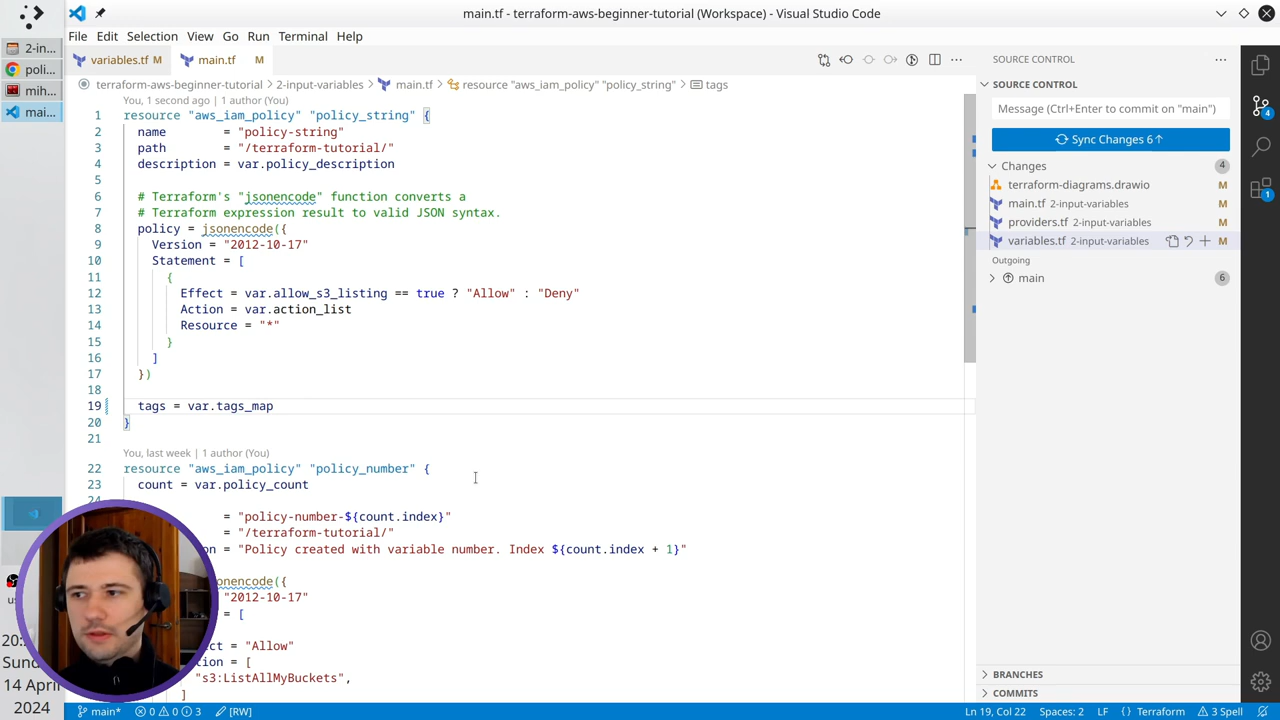 main.tf - terraform-aws-beginner-tutorial (Workspace) - Visual Studio Code
File Edit Selection View Go Run Terminal Help
2-in...
poli...
mih...
mai...
variables.tf M
main.tf M
terraform-aws-beginner-tutorial > 2-input-variables > main.tf > resource "aws_iam_policy" "policy_string" > tags
You, 1 second ago | 1 author (You)
1 resource "aws_iam_policy" "policy_string" {
2 name = "policy-string"
3 path = "/terraform-tutorial/"
4 description = var.policy_description
5
6 # Terraform's "jsonencode" function converts a
7 # Terraform expression result to valid JSON syntax.
8 policy = jsonencode({
9 Version = "2012-10-17"
10 Statement = [
11 {
12 Effect = var.allow_s3_listing == true ? "Allow" : "Deny"
13 Action = var.action_list
14 Resource = "*"
15 }
16 ]
17 })
18
19 tags = var.tags_map
20 }
21
You, last week | 1 author (You)
22 resource "aws_iam_policy" "policy_number" {
23 count = var.policy_count
24
= "policy-number-${count.index}"
= "/terraform-tutorial/"
= "Policy created with variable number. Index ${count.index + 1}"
({
"2012-10-17"
= [
= "Allow"
= [
"s3:ListAllMyBuckets",
]
SOURCE CONTROL
SOURCE CONTROL
Message (Ctrl+Enter to commit on "main")
Sync Changes 6↑
Changes 4
terraform-diagrams.drawio M
main.tf 2-input-variables M
providers.tf 2-input-variables M
variables.tf 2-input-variables M
Outgoing
main 6
BRANCHES
COMMITS
4
1
14 April
2024
main* 0 0 3 [RW]
Ln 19, Col 22 Spaces: 2 LF {} Terraform 3 Spell